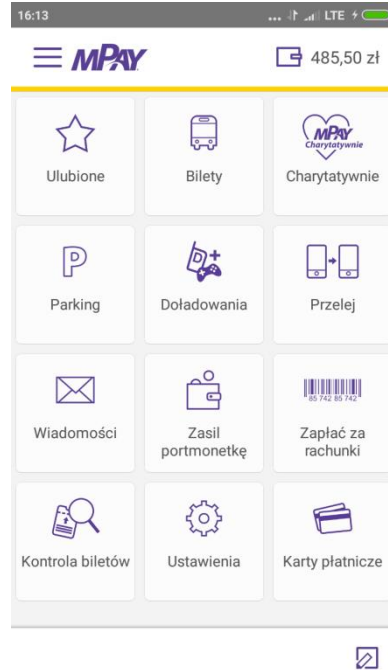 16:13
... LTE
mPAY
485,50 zł
Ulubione
Bilety
mPAY
Charytatywnie
Charytatywnie
P
Parking
D+
Doładowania
Przelej
Wiadomości
Zasil
portmonetkę
85 742 85 742
Zapłać za
rachunki
Kontrola biletów
Ustawienia
Karty płatnicze